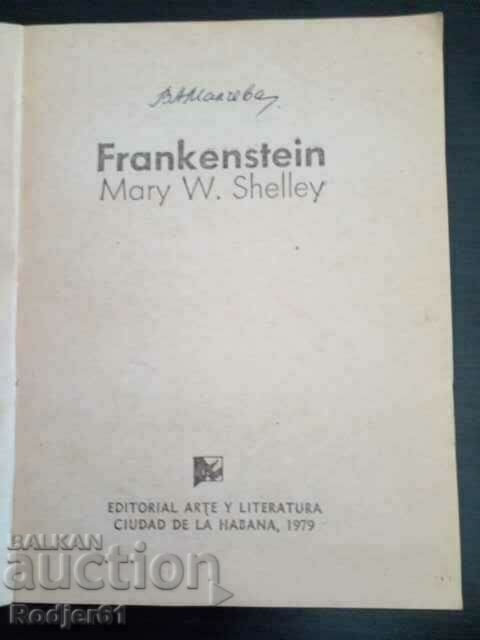 Frankenstein
Mary W. Shelley
EDITORIAL ARTE Y LITERATURA
CIUDAD DE LA HABANA, 1979
BALKAN
auction
Rodjer61